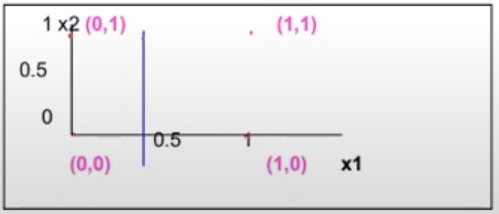 1 x2 (0,1) (1,1)
0.5
0
0.5 1
(0,0) (1,0) x1